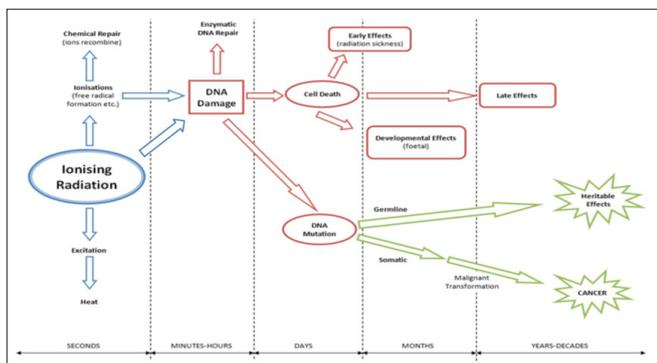 Chemical Repair
(ions recombine)
Enzymatic
DNA Repair
Early Effects
(radiation sickness)
Ionisations
(free radical
formation etc.)
DNA
Damage
Cell Death
Late Effects
Developmental Effects
(foetal)
Ionising
Radiation
Germline
Heritable
Effects
DNA
Mutation
Excitation
Somatic
Malignant
Transformation
CANCER
Heat
SECONDS
MINUTES-HOURS
DAYS
MONTHS
YEARS-DECADES